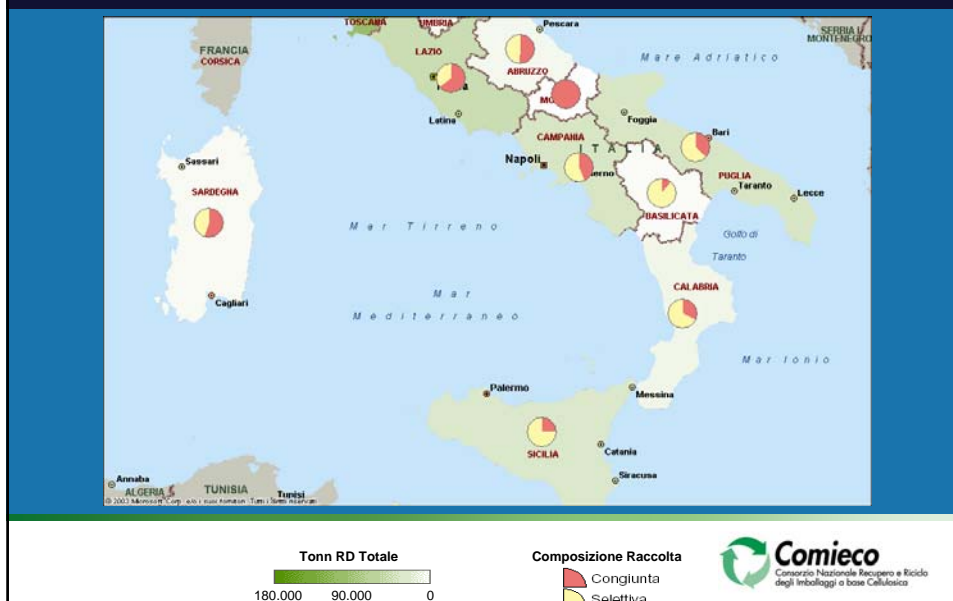 TOSCANA
UMBRIA
Pescara
SERBIA I
MONTENEGRO
FRANCIA
CORSICA
LAZIO
Mare Adriatico
ABRUZZO
Latina
Foggia
CAMPANIA
ITALIA
Bari
Napoli
PUGLIA
Taranto
Lecce
Sassari
SARDEGNA
BASILICATA
Mar Tirreno
Golfo di
Taranto
Cagliari
CALABRIA
Mar
Mediterraneo
Mar Ionio
Palermo
Messina
SICILIA
Catania
Siracusa
Annaba
ALGERIA
TUNISIA
Tunisi
Tonn RD Totale
180.000 90.000 0
Composizione Raccolta
Congiunta
Selettiva
Comieco
Consorzio Nazionale Recupero e Riciclo
degli Imballaggi a base Cellulosica